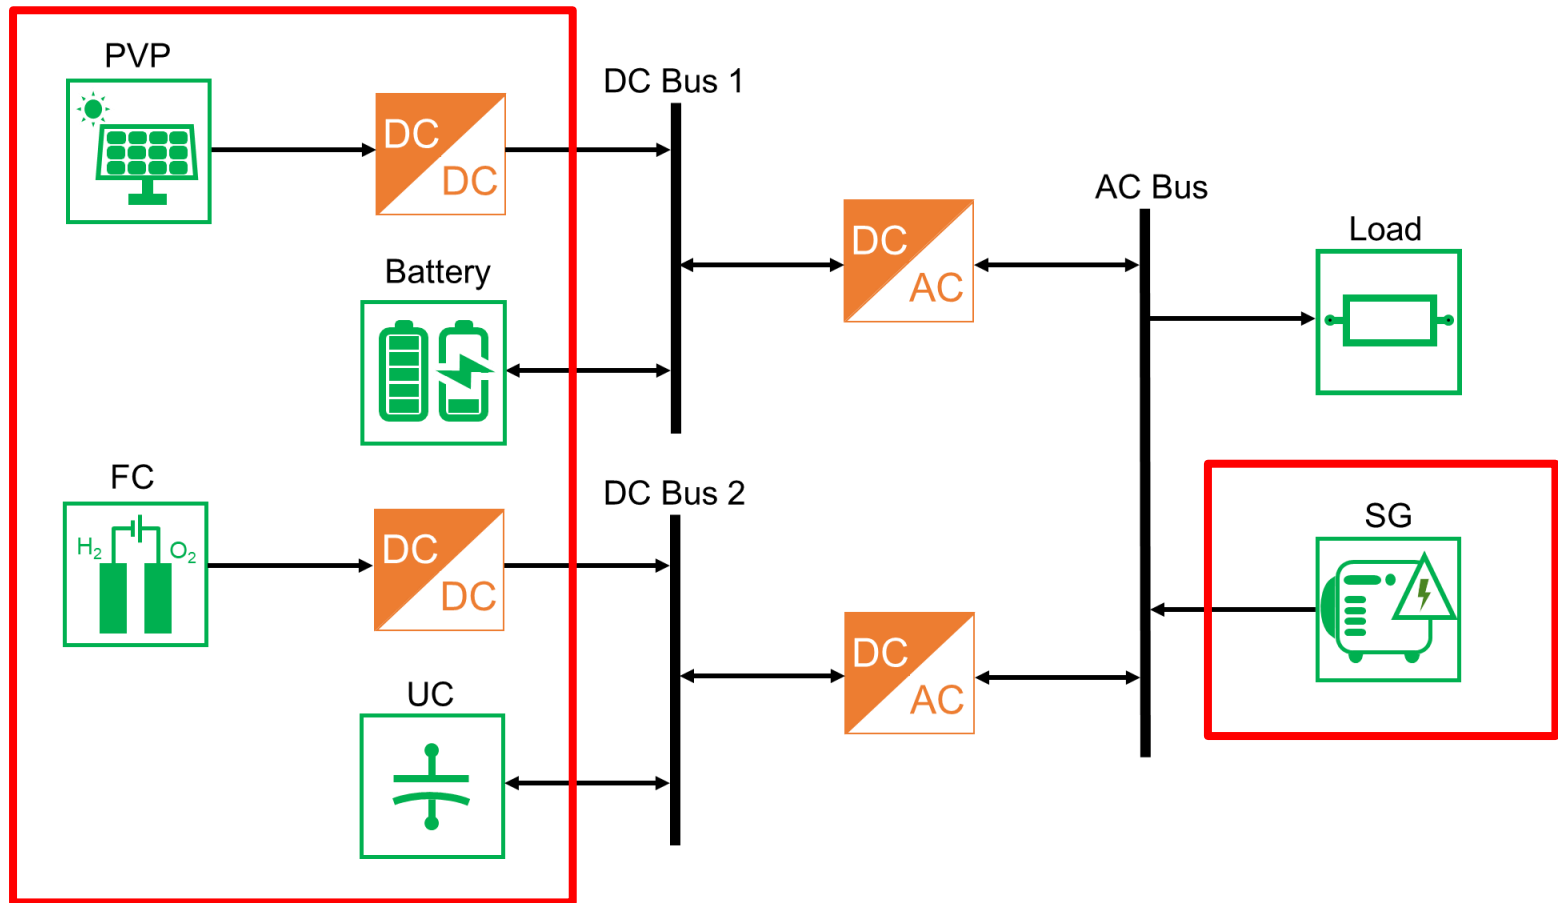 PVP
DC
DC
DC Bus 1
Battery
DC
AC
AC Bus
Load
FC
H2
O2
DC
DC
DC Bus 2
UC
DC
AC
SG